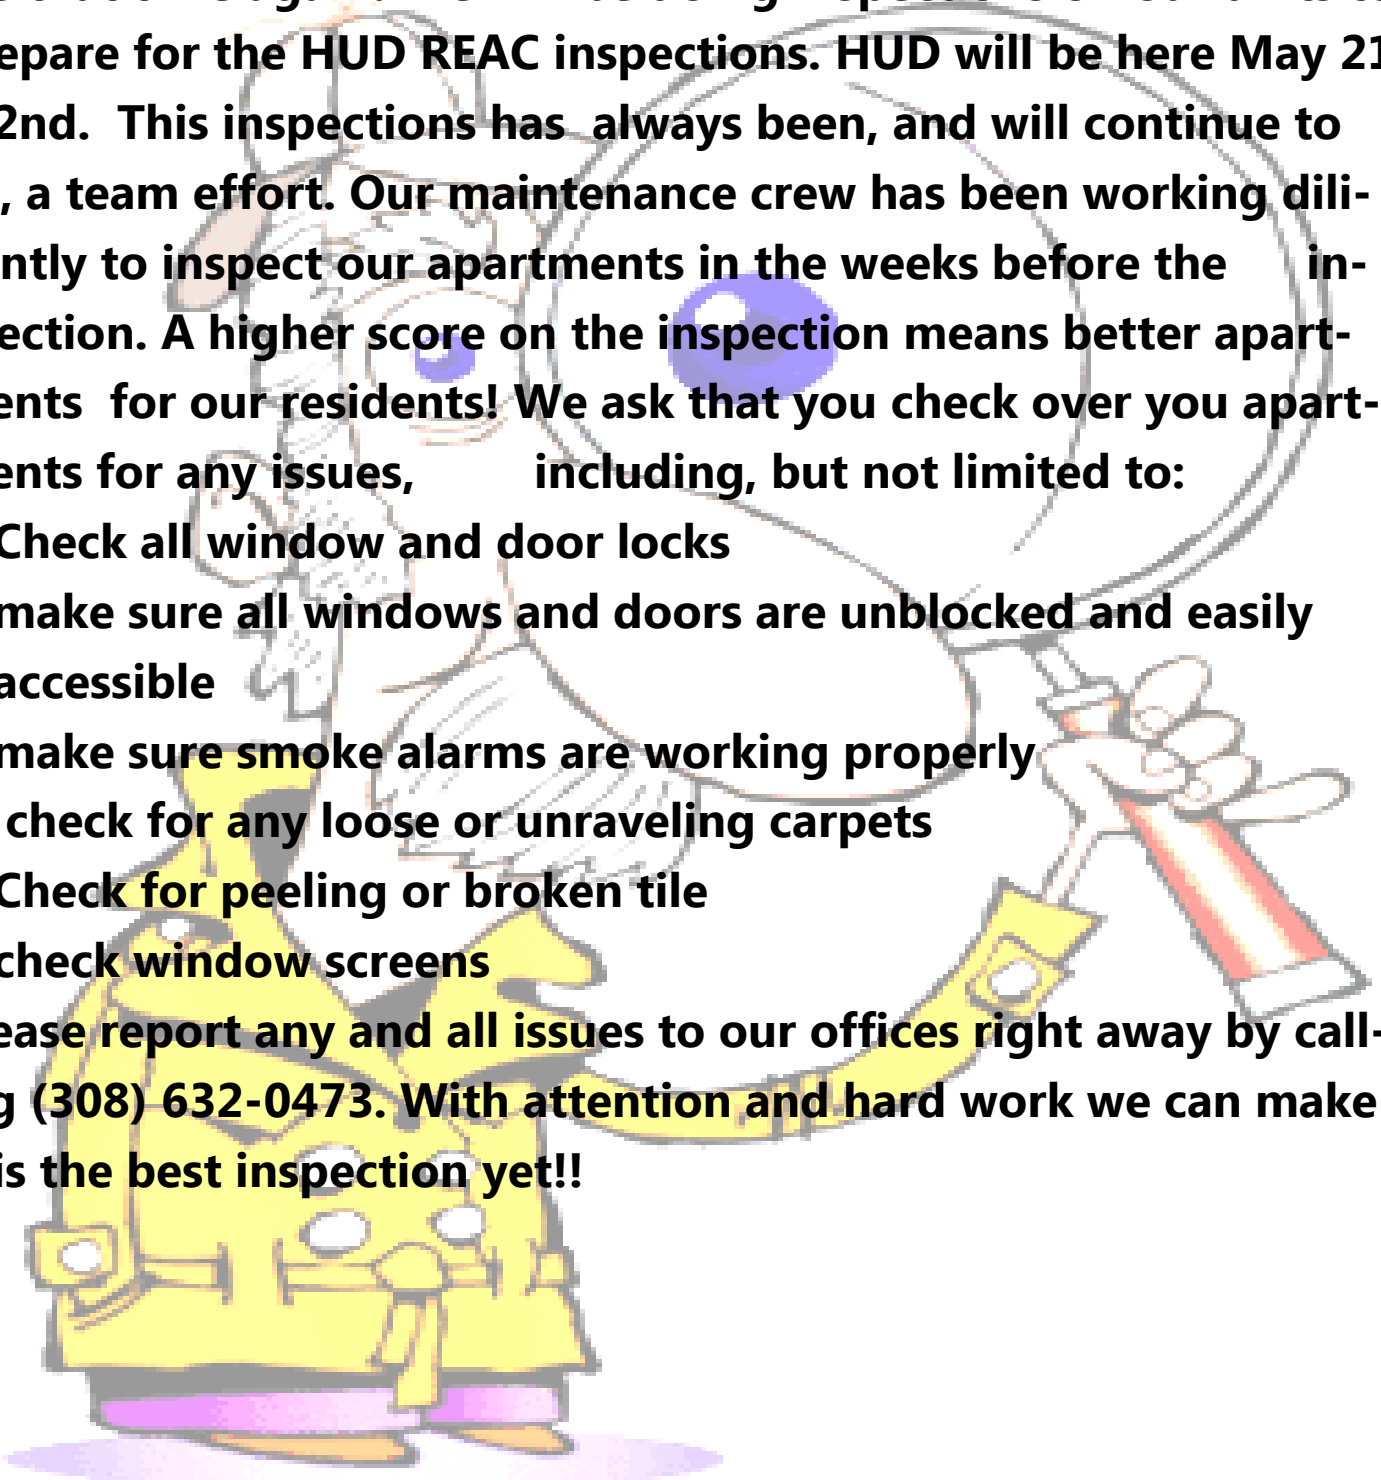 epare for the HUD REAC inspections. HUD will be here May 21
2nd. This inspections has always been, and will continue to
, a team effort. Our maintenance crew has been working dili-
ntly to inspect our apartments in the weeks before the in-
ection. A higher score on the inspection means better apart-
ents for our residents! We ask that you check over you apart-
ents for any issues, including, but not limited to:
Check all window and door locks
make sure all windows and doors are unblocked and easily
accessible
make sure smoke alarms are working properly
check for any loose or unraveling carpets
Check for peeling or broken tile
check window screens
ease report any and all issues to our offices right away by call-
g (308) 632-0473. With attention and hard work we can make
is the best inspection yet!!